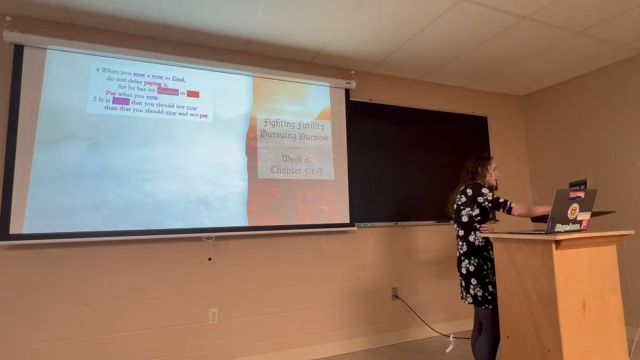 4 When you vow a vow to God,
do not delay paying it,
for he has no in
Pay what you vow.
5 It is that you should not vow
than that you should vow and not pay.
Fighting Futility
Pursuing Purpose
Week 6:
Chapter 5:1-7